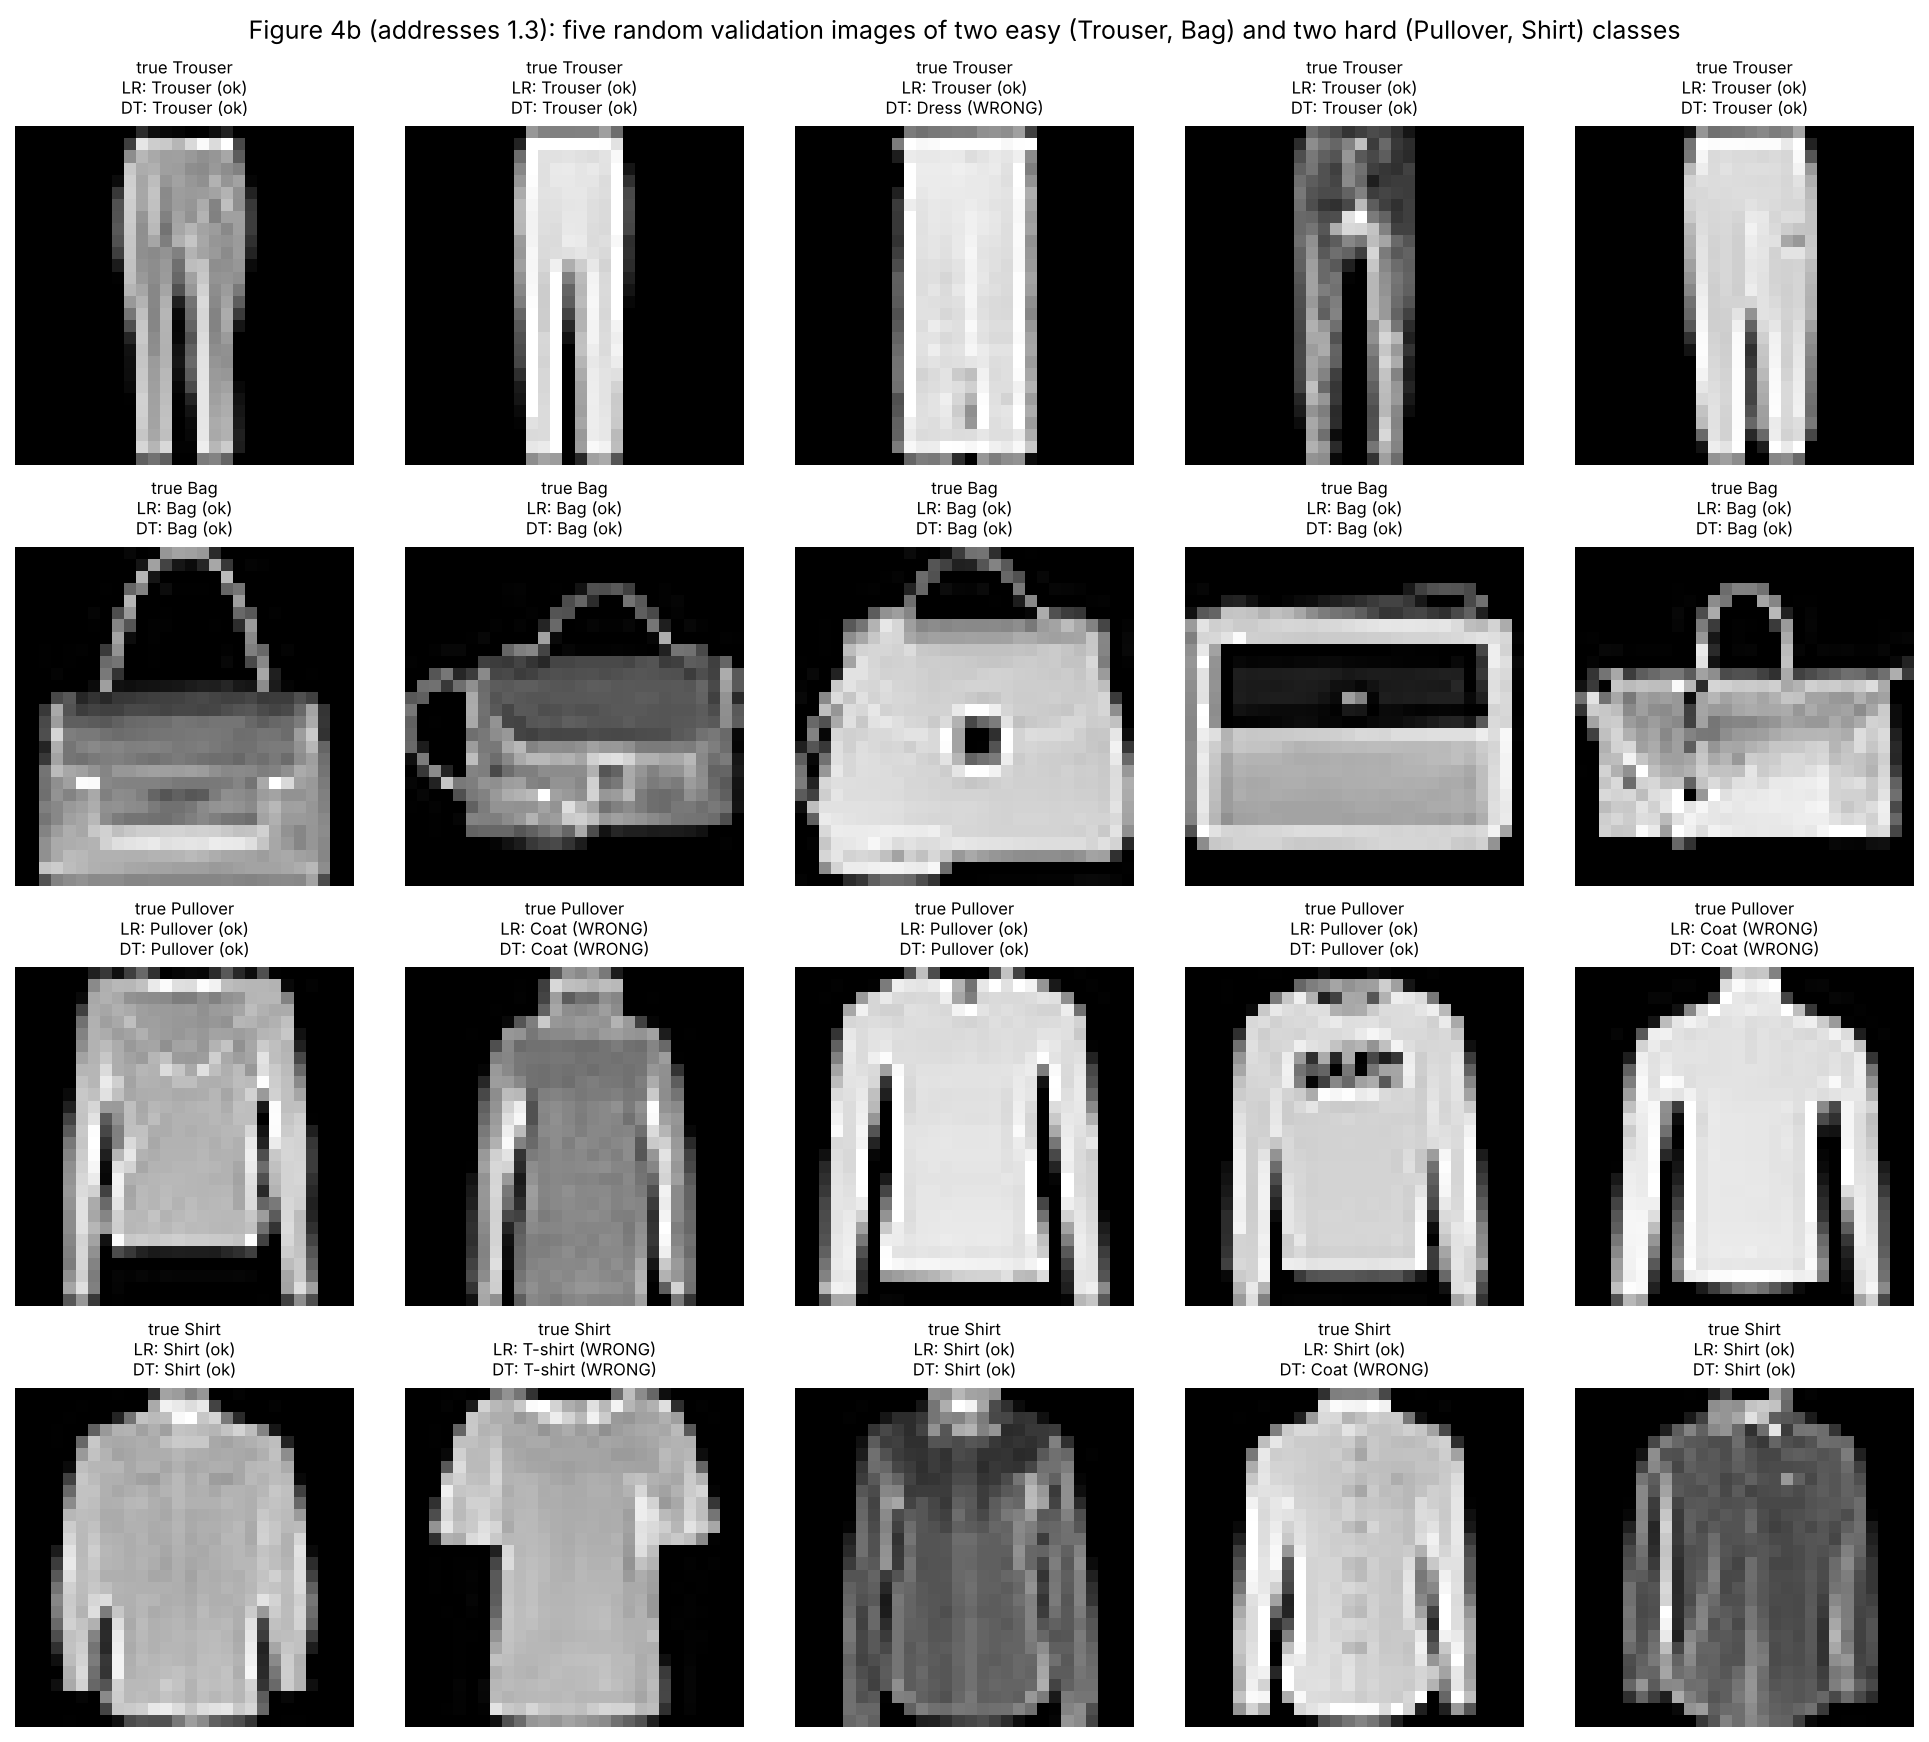 Figure 4b (addresses 1.3): five random validation images of two easy (Trouser, Bag) and two hard (Pullover, Shirt) classes
true Trouser
LR: Trouser (ok)
DT: Trouser (ok)
true Trouser
LR: Trouser (ok)
DT: Trouser (ok)
true Trouser
LR: Trouser (ok)
DT: Dress (WRONG)
true Trouser
LR: Trouser (ok)
DT: Trouser (ok)
true Trouser
LR: Trouser (ok)
DT: Trouser (ok)
true Bag
LR: Bag (ok)
DT: Bag (ok)
true Bag
LR: Bag (ok)
DT: Bag (ok)
true Bag
LR: Bag (ok)
DT: Bag (ok)
true Bag
LR: Bag (ok)
DT: Bag (ok)
true Bag
LR: Bag (ok)
DT: Bag (ok)
true Pullover
LR: Pullover (ok)
DT: Pullover (ok)
true Pullover
LR: Coat (WRONG)
DT: Coat (WRONG)
true Pullover
LR: Pullover (ok)
DT: Pullover (ok)
true Pullover
LR: Pullover (ok)
DT: Pullover (ok)
true Pullover
LR: Coat (WRONG)
DT: Coat (WRONG)
true Shirt
LR: Shirt (ok)
DT: Shirt (ok)
true Shirt
LR: T-shirt (WRONG)
DT: T-shirt (WRONG)
true Shirt
LR: Shirt (ok)
DT: Shirt (ok)
true Shirt
LR: Shirt (ok)
DT: Coat (WRONG)
true Shirt
LR: Shirt (ok)
DT: Shirt (ok)